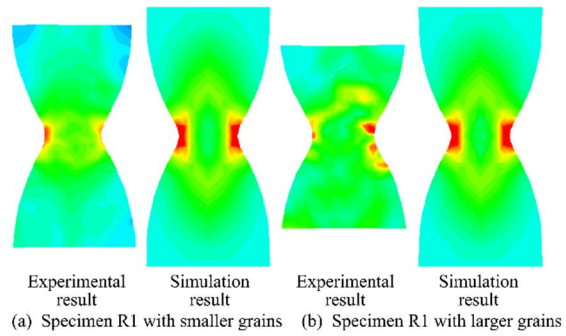 Experimental result
Simulation result
Experimental result
Simulation result
(a) Specimen R1 with smaller grains
(b) Specimen R1 with larger grains